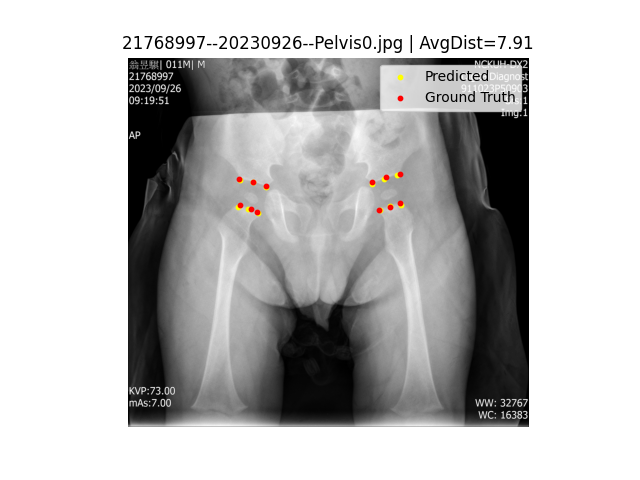 21768997--20230926--Pelvis0.jpg | AvgDist=7.91
| 011M| M
21768997
2023/09/26
09:19:51
AP
NCKUH-DX2
Diagnost
Predicted
Ground Truth
Img:1
KVP:73.00
mAs:7.00
WW: 32767
WC: 16383